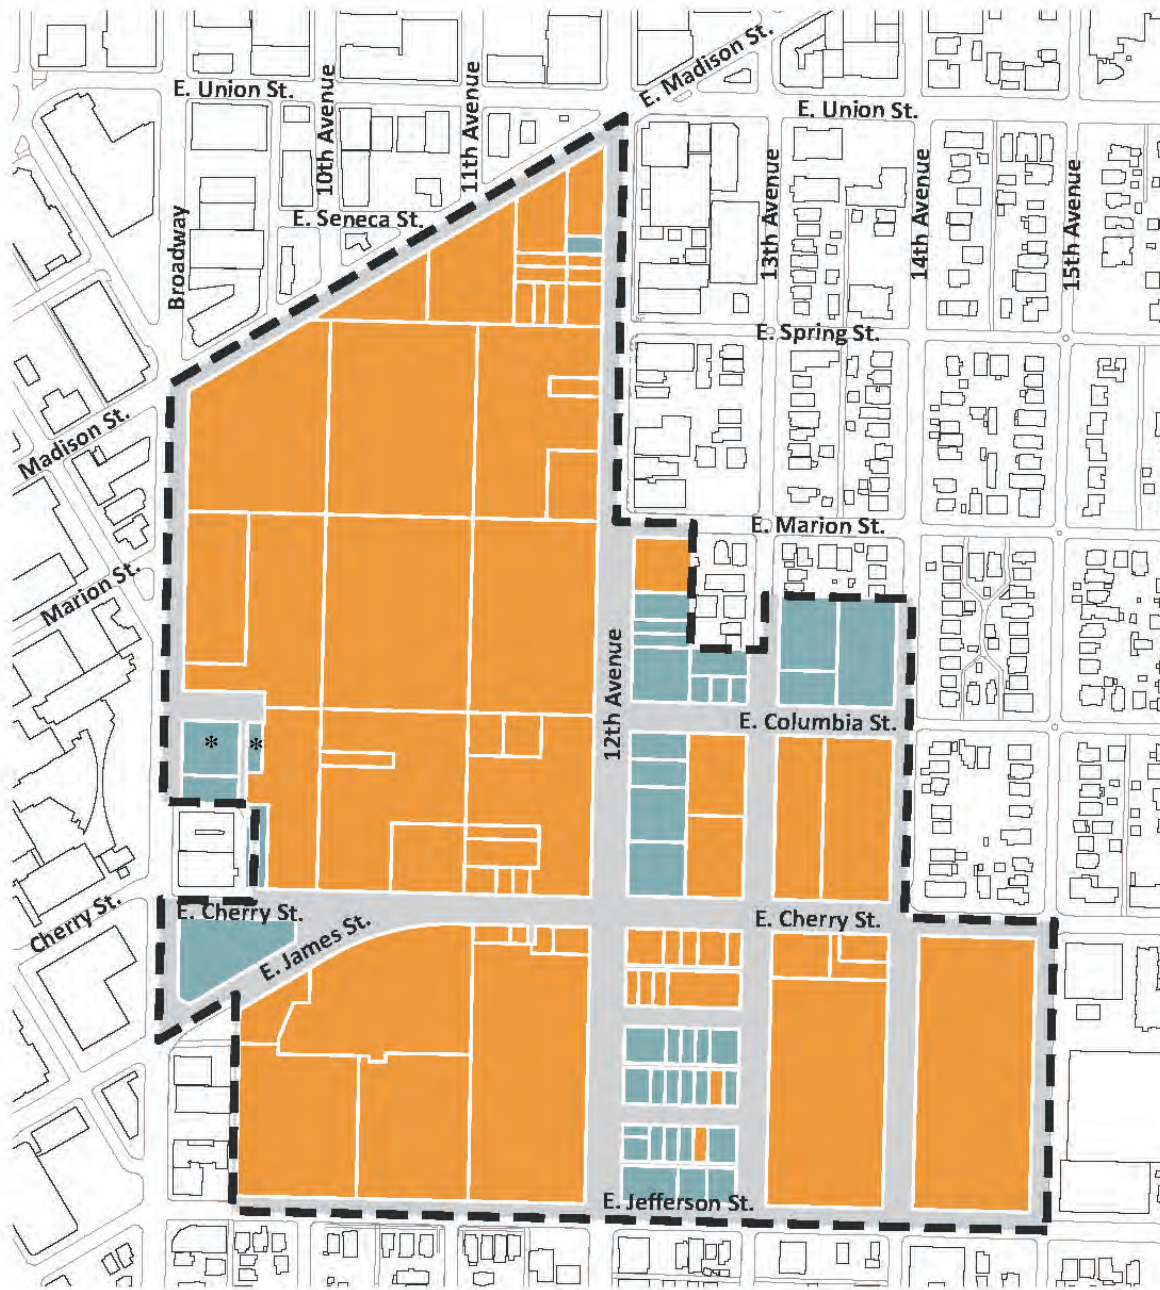 E. Madison St.
E. Union St.
E. Union St.
10th Avenue
11th Avenue
E. Seneca St.
Broadway
13th Avenue
14th Avenue
15th Avenue
E. Spring St.
Madison St.
E. Marion St.
Marion St.
12th Avenue
E. Columbia St.
*
*
Cherry St.
E. Cherry St.
E. James St.
E. Cherry St.
E. Jefferson St.